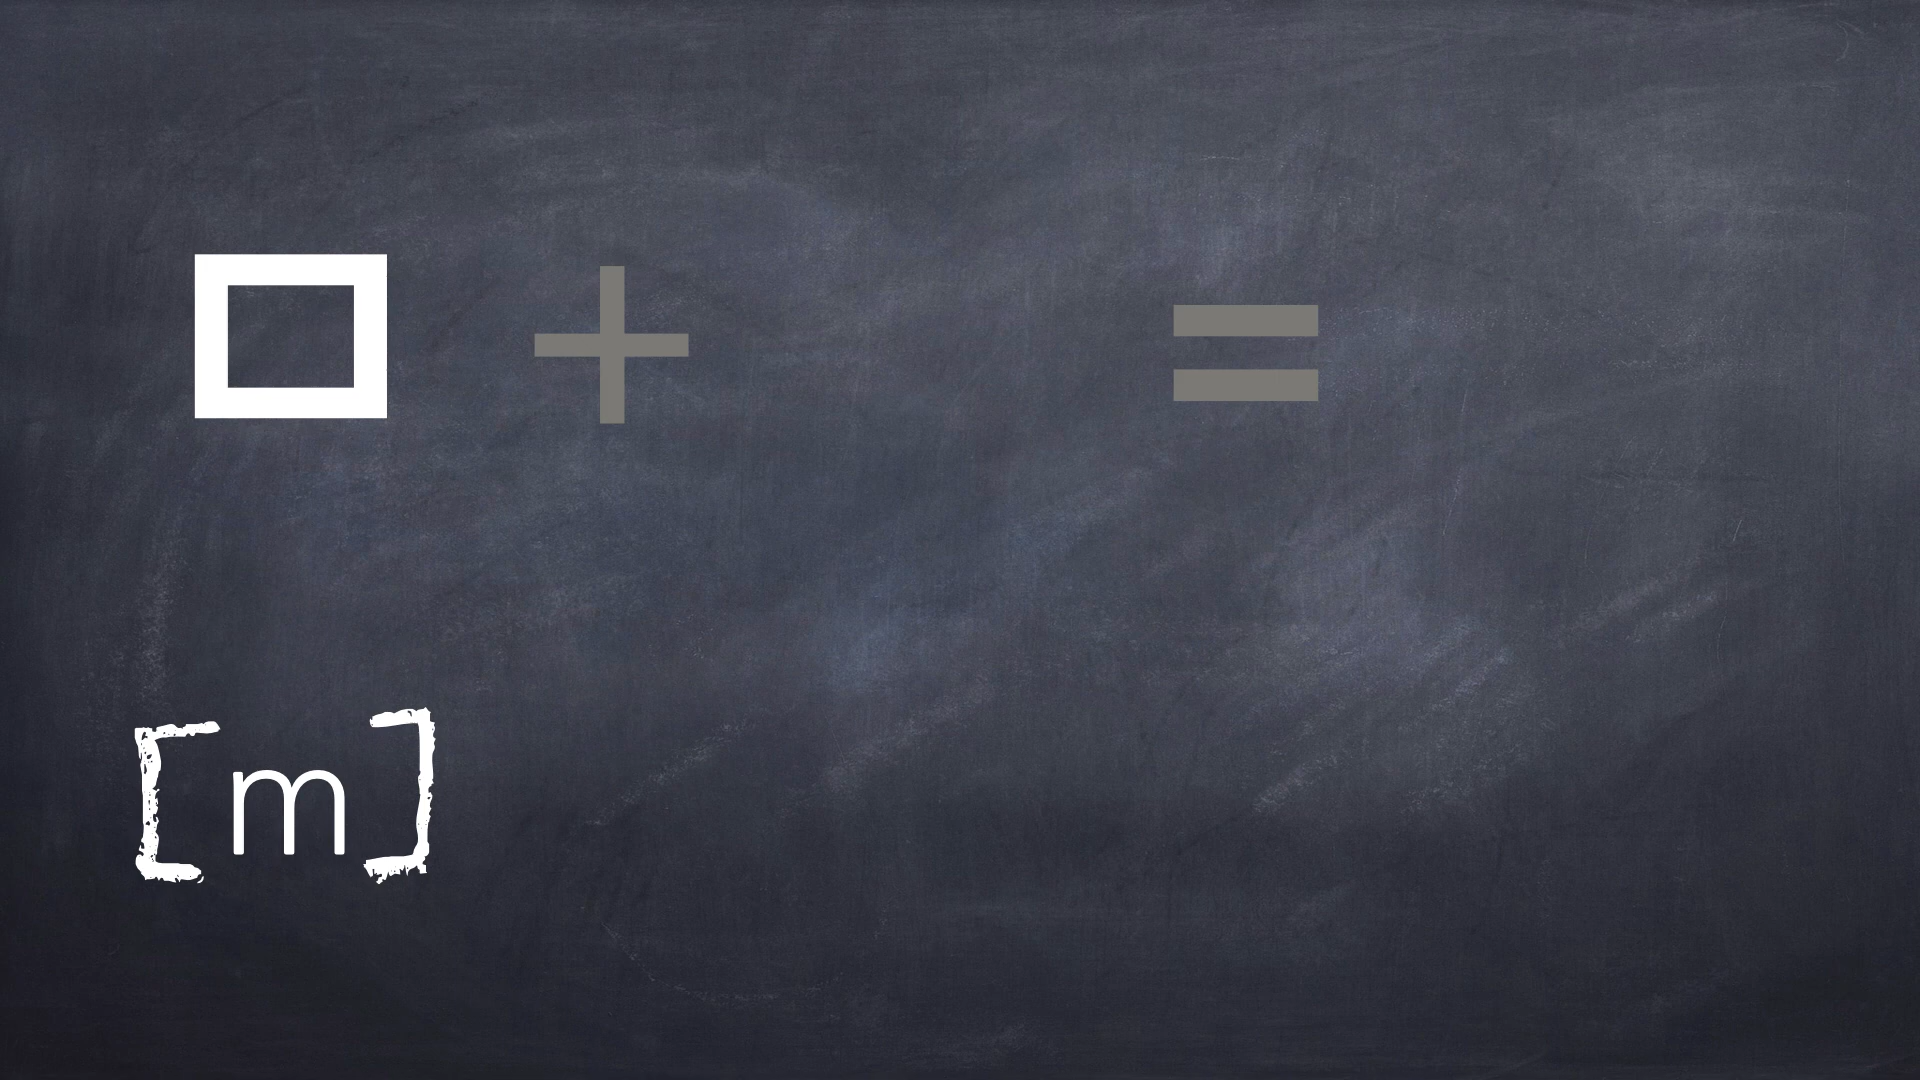 ㅁ + =
[m]